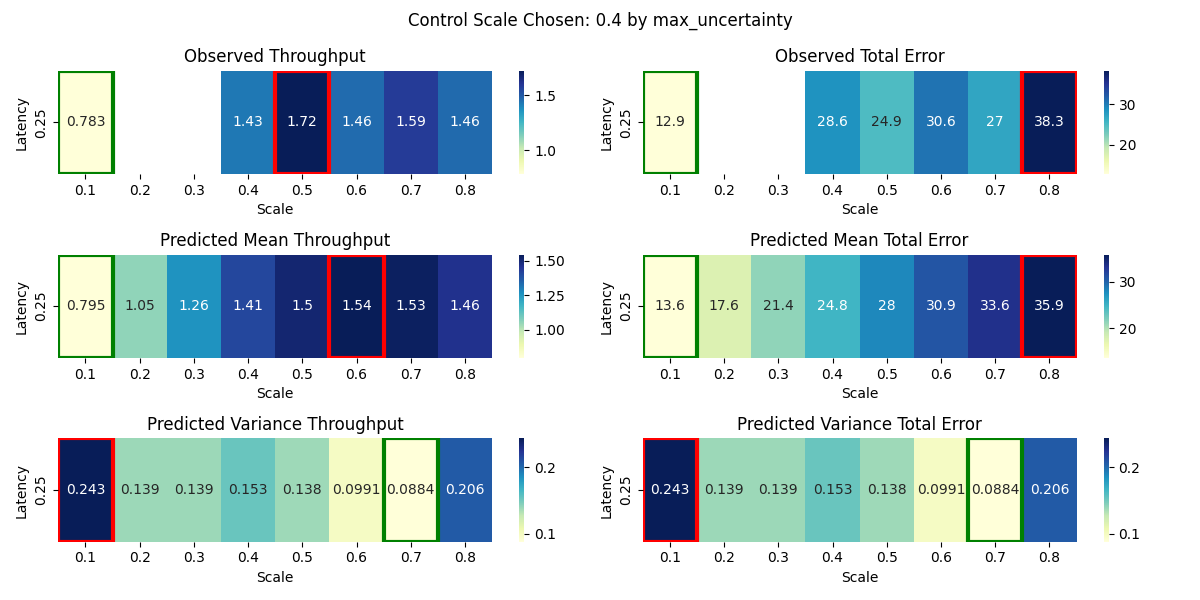 Control Scale Chosen: 0.4 by max_uncertainty
Observed Throughput
Latency
0.25
0.783 1.43 1.72 1.46 1.59 1.46
1.5
1.0
0.1 0.2 0.3 0.4 0.5 0.6 0.7 0.8
Scale
Observed Total Error
Latency
0.25
12.9 28.6 24.9 30.6 27 38.3
30
20
0.1 0.2 0.3 0.4 0.5 0.6 0.7 0.8
Scale
Predicted Mean Throughput
Latency
0.25
0.795 1.05 1.26 1.41 1.5 1.54 1.53 1.46
1.50
1.25
1.00
0.1 0.2 0.3 0.4 0.5 0.6 0.7 0.8
Scale
Predicted Mean Total Error
Latency
0.25
13.6 17.6 21.4 24.8 28 30.9 33.6 35.9
30
20
0.1 0.2 0.3 0.4 0.5 0.6 0.7 0.8
Scale
Predicted Variance Throughput
Latency
0.25
0.243 0.139 0.139 0.153 0.138 0.0991 0.0884 0.206
0.2
0.1
0.1 0.2 0.3 0.4 0.5 0.6 0.7 0.8
Scale
Predicted Variance Total Error
Latency
0.25
0.243 0.139 0.139 0.153 0.138 0.0991 0.0884 0.206
0.2
0.1
0.1 0.2 0.3 0.4 0.5 0.6 0.7 0.8
Scale